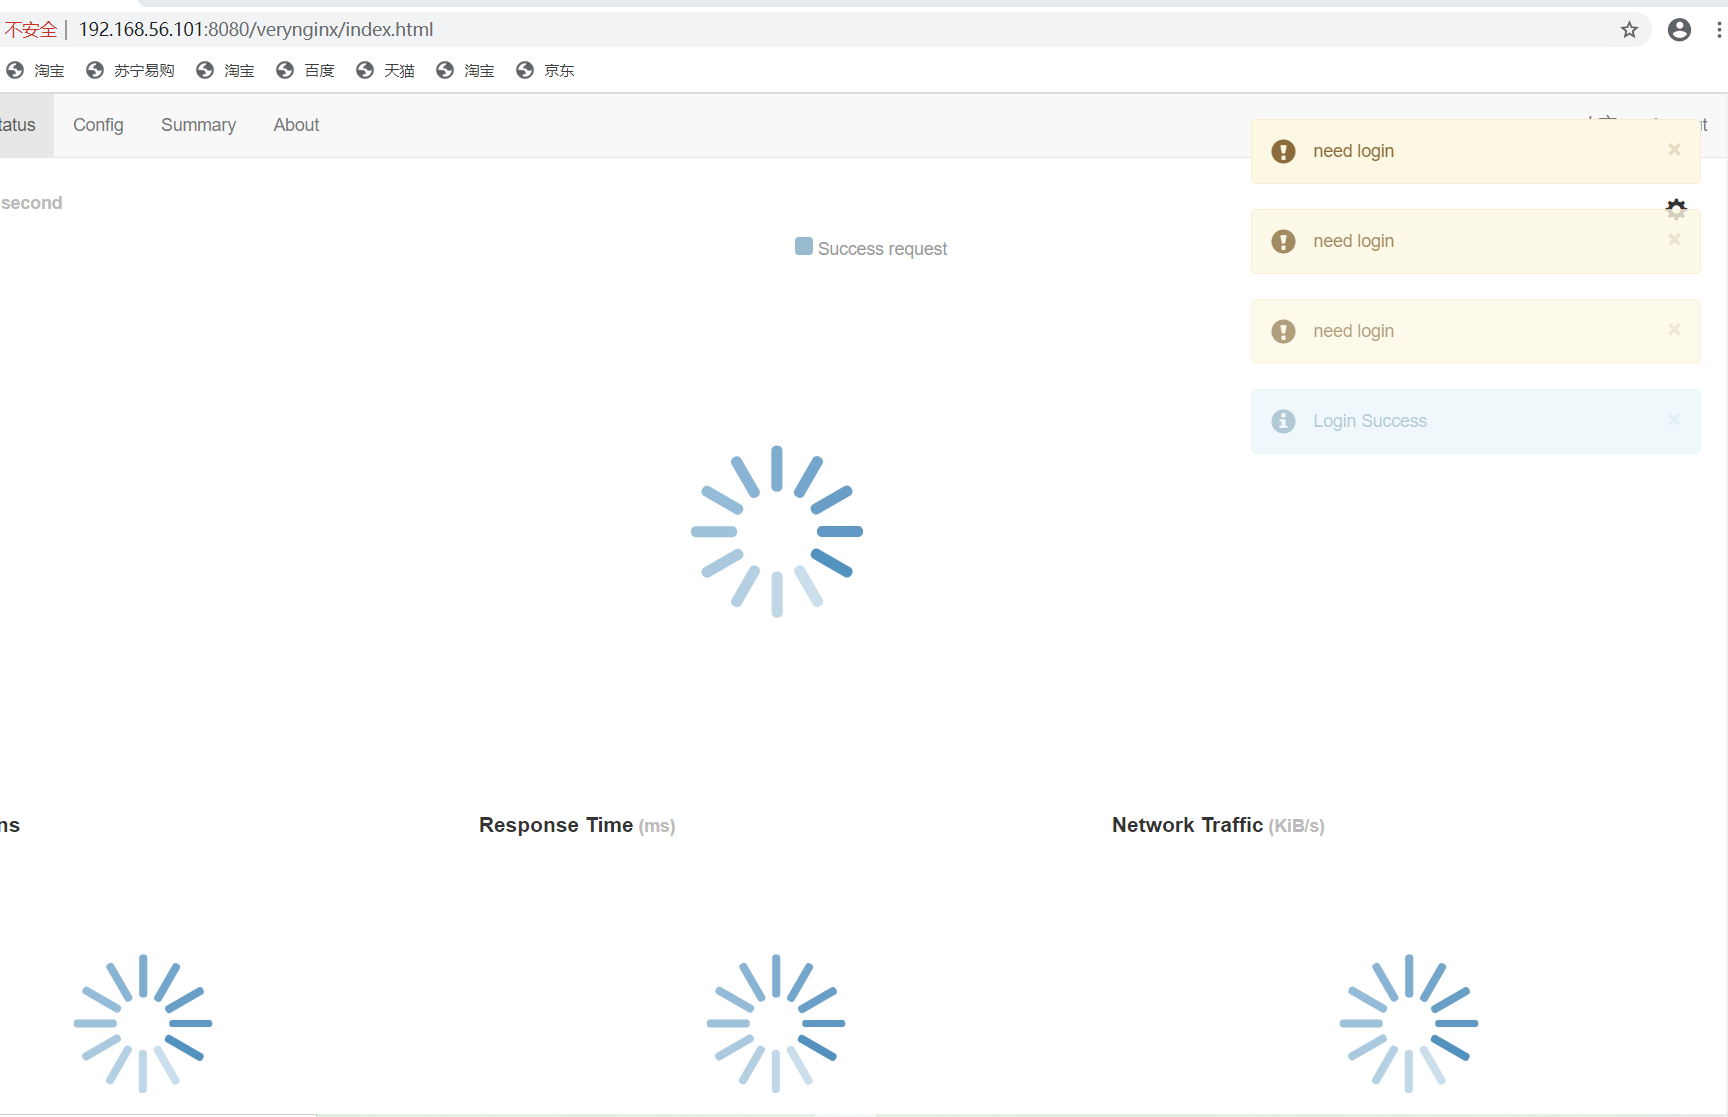 不安全 | 192.168.56.101:8080/verynginx/index.html
淘宝 苏宁易购 淘宝 百度 天猫 淘宝 京东
tatus Config Summary About
need login
second
need login
Success request
need login
Login Success
ns Response Time (ms) Network Traffic (KiB/s)